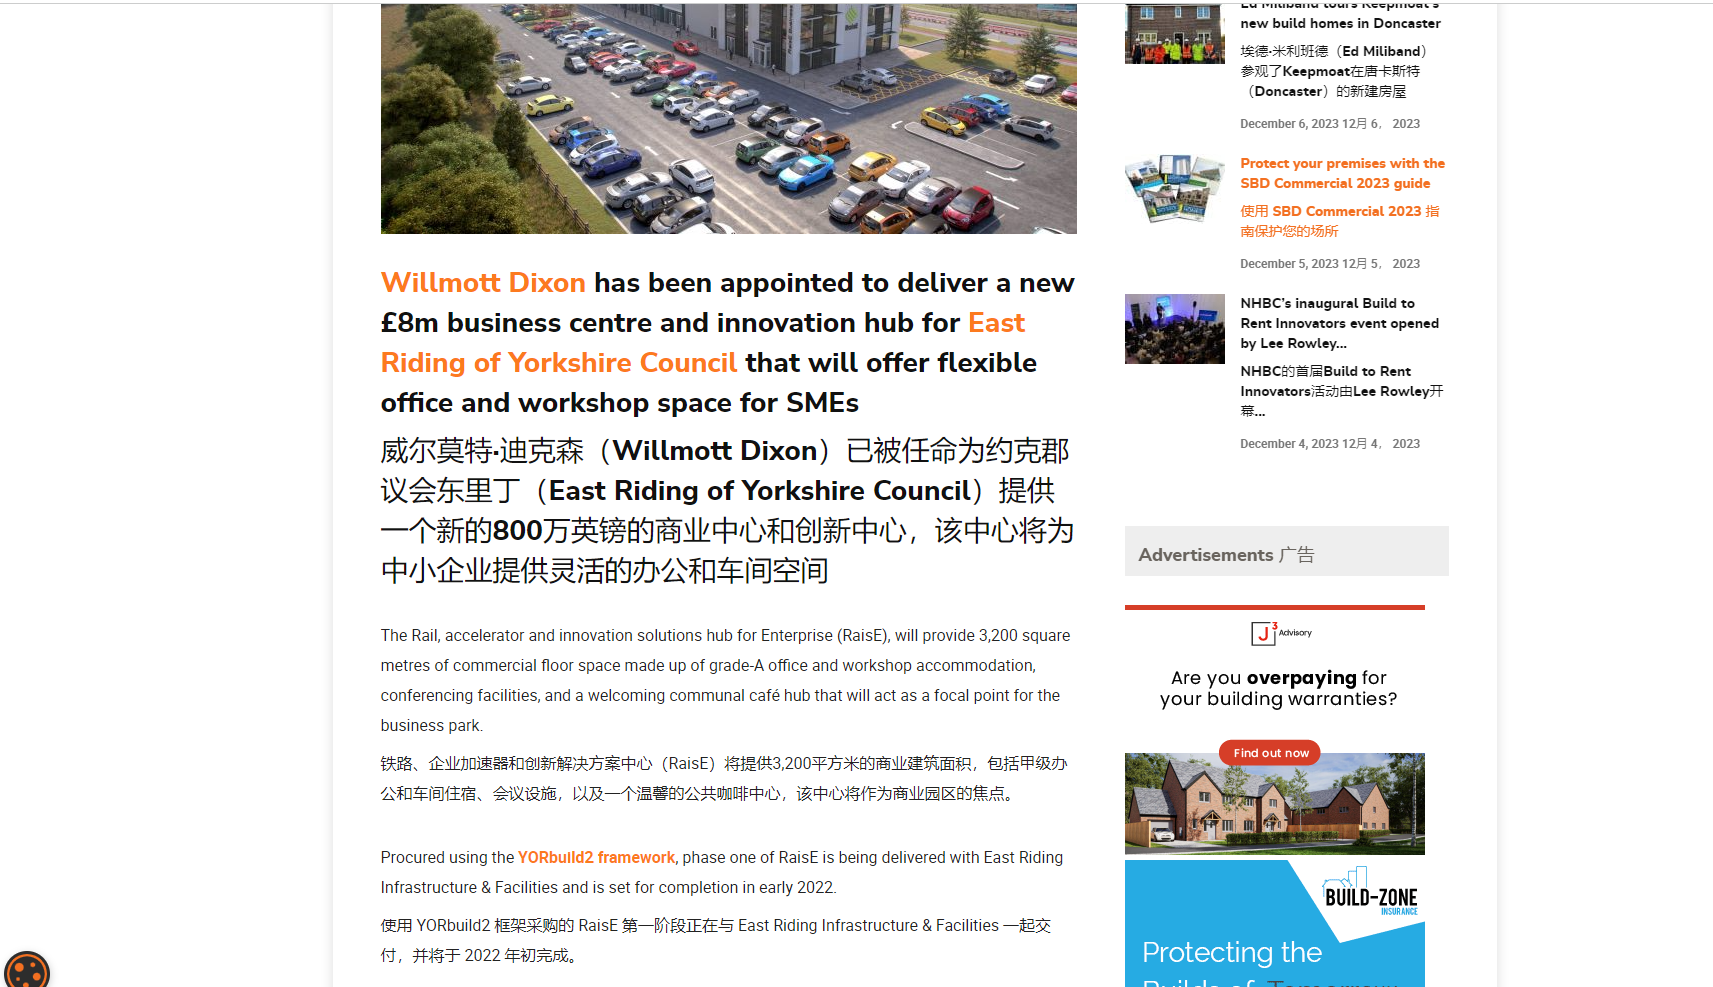 Willmott Dixon has been appointed to deliver a new
£8m business centre and innovation hub for East
Riding of Yorkshire Council that will offer flexible
office and workshop space for SMEs
威尔莫特·迪克森（Willmott Dixon）已被任命为约克郡
议会东里丁（East Riding of Yorkshire Council）提供
一个新的800万英镑的商业中心和创新中心，该中心将为
中小企业提供灵活的办公和车间空间
The Rail, accelerator and innovation solutions hub for Enterprise (RaisE), will provide 3,200 square
metres of commercial floor space made up of grade-A office and workshop accommodation,
conferencing facilities, and a welcoming communal café hub that will act as a focal point for the
business park.
铁路、企业加速器和创新解决方案中心（RaisE）将提供3,200平方米的商业建筑面积，包括甲级办
公和车间住宿、会议设施，以及一个温馨的公共咖啡中心，该中心将作为商业园区的焦点。
Procured using the YORbuild2 framework, phase one of RaisE is being delivered with East Riding
Infrastructure & Facilities and is set for completion in early 2022.
使用 YORbuild2 框架采购的 RaisE 第一阶段正在与 East Riding Infrastructure & Facilities 一起交
付，并将于 2022 年初完成。
Ed Miliband tours Keepmoat's
new build homes in Doncaster
埃德·米利班德（Ed Miliband）
参观了Keepmoat在唐卡斯特
（Doncaster）的新建房屋
December 6, 2023 12月 6， 2023
Protect your premises with the
SBD Commercial 2023 guide
使用 SBD Commercial 2023 指
南保护您的场所
December 5, 2023 12月 5， 2023
NHBC’s inaugural Build to
Rent Innovators event opened
by Lee Rowley...
NHBC的首届Build to Rent
Innovators活动由Lee Rowley开
幕...
December 4, 2023 12月 4， 2023
Advertisements 广告
J3 Advisory
Are you overpaying for
your building warranties?
Find out now
BUILD-ZONE
INSURANCE
Protecting the